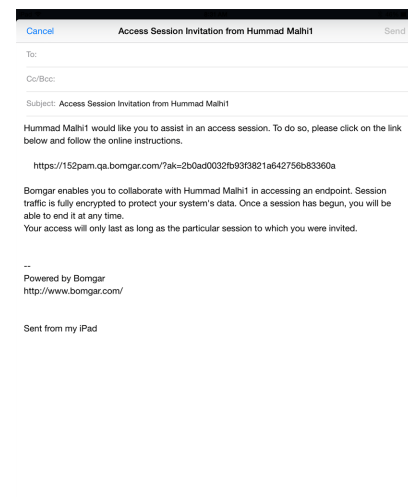 Cancel Access Session Invitation from Hummad Malhi1 Send
To:
Cc/Bcc:
Subject: Access Session Invitation from Hummad Malhi1
Hummad Malhi1 would like you to assist in an access session. To do so, please click on the link
below and follow the online instructions.
https://152pam.qa.bomgar.com/?ak=2b0ad0032fb93f3821a642756b83360a
Bomgar enables you to collaborate with Hummad Malhi1 in accessing an endpoint. Session
traffic is fully encrypted to protect your system's data. Once a session has begun, you will be
able to end it at any time.
Your access will only last as long as the particular session to which you were invited.
--
Powered by Bomgar
http://www.bomgar.com/
Sent from my iPad